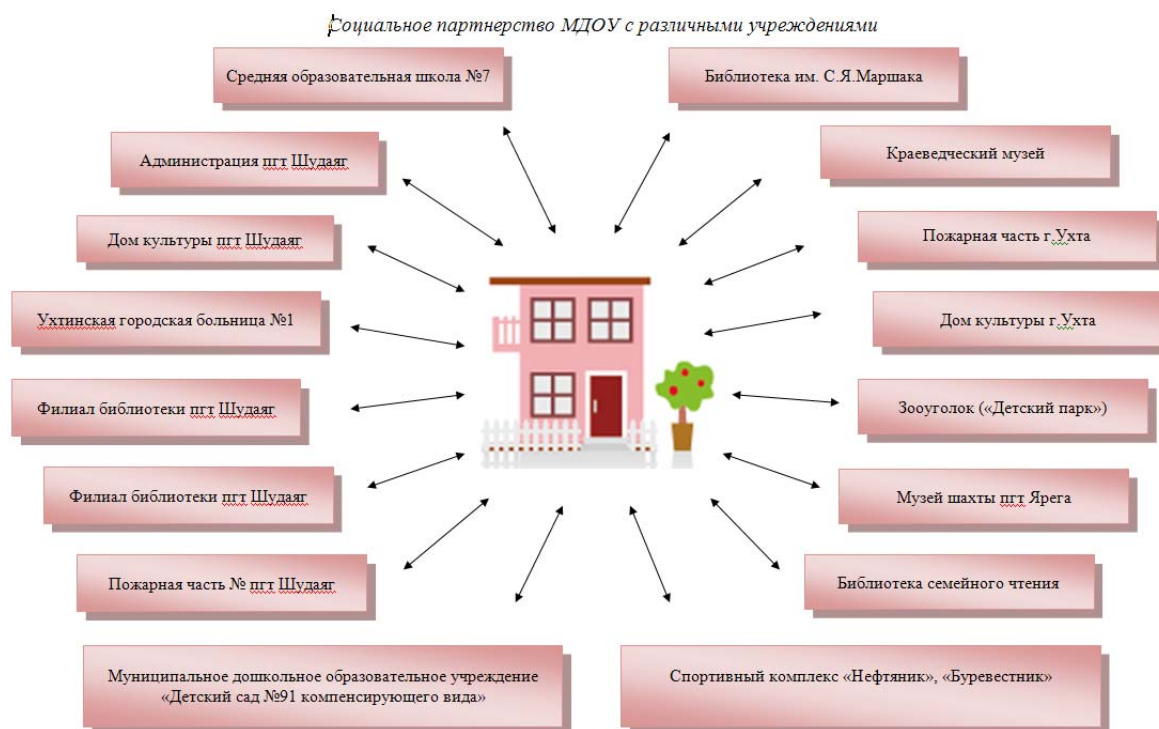 Социальное партнерство МДОУ с различными учреждениями
Средняя образовательная школа №7
Библиотека им. С.Я.Маршака
Администрация пгт Шудаяг
Краеведческий музей
Дом культуры пгт Шудаяг
Пожарная часть г.Ухта
Ухтинская городская больница №1
Дом культуры г.Ухта
Филиал библиотеки пгт Шудаяг
Зооуголок («Детский парк»)
Филиал библиотеки пгт Шудаяг
Музей шахты пгт Ярега
Пожарная часть № пгт Шудаяг
Библиотека семейного чтения
Муниципальное дошкольное образовательное учреждение
«Детский сад №91 компенсирующего вида»
Спортивный комплекс «Нефтяник», «Буревестник»